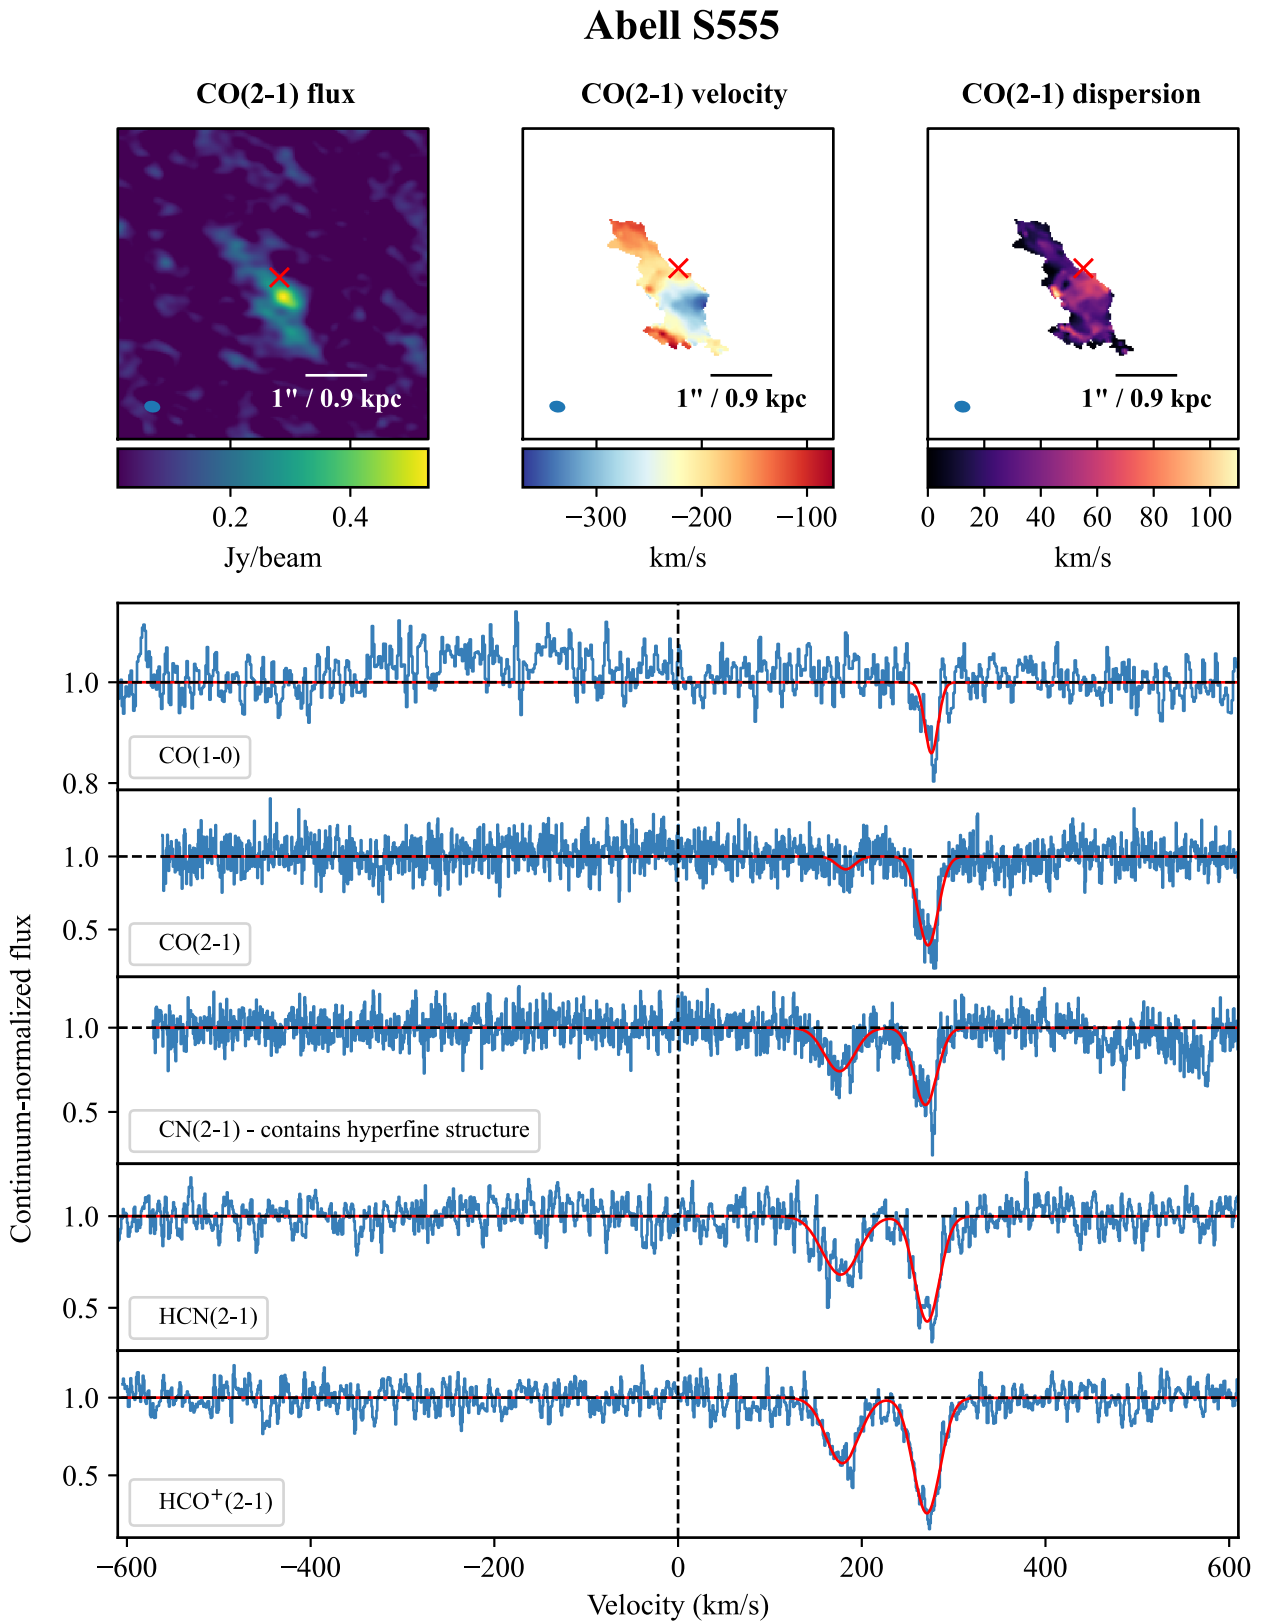 Abell S555
CO(2-1) flux
CO(2-1) velocity
CO(2-1) dispersion
1" / 0.9 kpc
1" / 0.9 kpc
1" / 0.9 kpc
0.2 0.4
−300 −200 −100
0 20 40 60 80 100
Jy/beam
km/s
km/s
1.0
0.8
CO(1-0)
1.0
0.5
CO(2-1)
1.0
0.5
CN(2-1) - contains hyperfine structure
1.0
0.5
HCN(2-1)
1.0
0.5
HCO⁺(2-1)
Continuum-normalized flux
−600 −400 −200 0 200 400 600
Velocity (km/s)